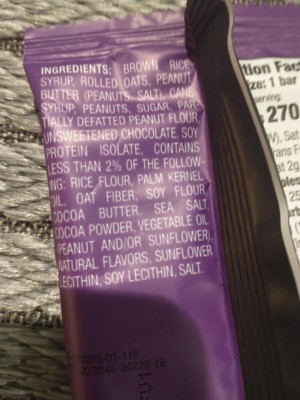 INGREDIENTS: BROWN RICE
SYRUP, ROLLED OATS, PEANUT
BUTTER (PEANUTS, SALT), CANE
SYRUP, PEANUTS, SUGAR, PAR-
TIALLY DEFATTED PEANUT FLOUR,
UNSWEETENED CHOCOLATE, SOY
PROTEIN ISOLATE, CONTAINS
LESS THAN 2% OF THE FOLLOW-
ING: RICE FLOUR, PALM KERNEL
OIL, OAT FIBER, SOY FLOUR,
COCOA BUTTER, SEA SALT,
COCOA POWDER, VEGETABLE OIL
(PEANUT AND/OR SUNFLOWER),
NATURAL FLAVORS, SUNFLOWER
LECITHIN, SOY LECITHIN, SALT.
tion Fac
ze: 1 bar
serving:
270